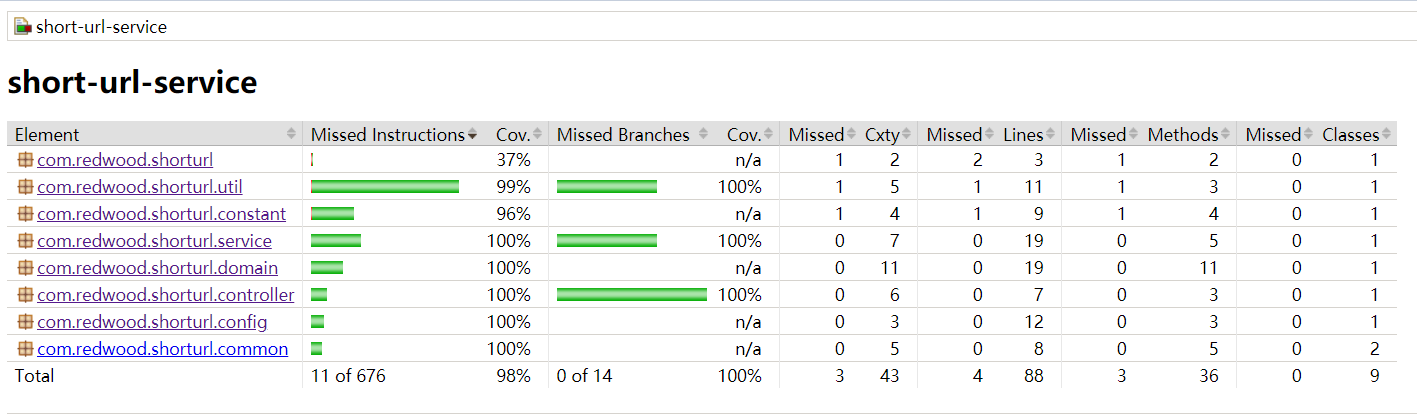 short-url-service
short-url-service
Element Missed Instructions Cov. Missed Branches Cov. Missed Cxty Missed Lines Missed Methods Missed Classes
com.redwood.shorturl 37% n/a 1 2 2 3 1 2 0 1
com.redwood.shorturl.util 99% 100% 1 5 1 11 1 3 0 1
com.redwood.shorturl.constant 96% n/a 1 4 1 9 1 4 0 1
com.redwood.shorturl.service 100% 100% 0 7 0 19 0 5 0 1
com.redwood.shorturl.domain 100% n/a 0 11 0 19 0 11 0 1
com.redwood.shorturl.controller 100% 100% 0 6 0 7 0 3 0 1
com.redwood.shorturl.config 100% n/a 0 3 0 12 0 3 0 1
com.redwood.shorturl.common 100% n/a 0 5 0 8 0 5 0 2
Total 11 of 676 98% 0 of 14 100% 3 43 4 88 3 36 0 9